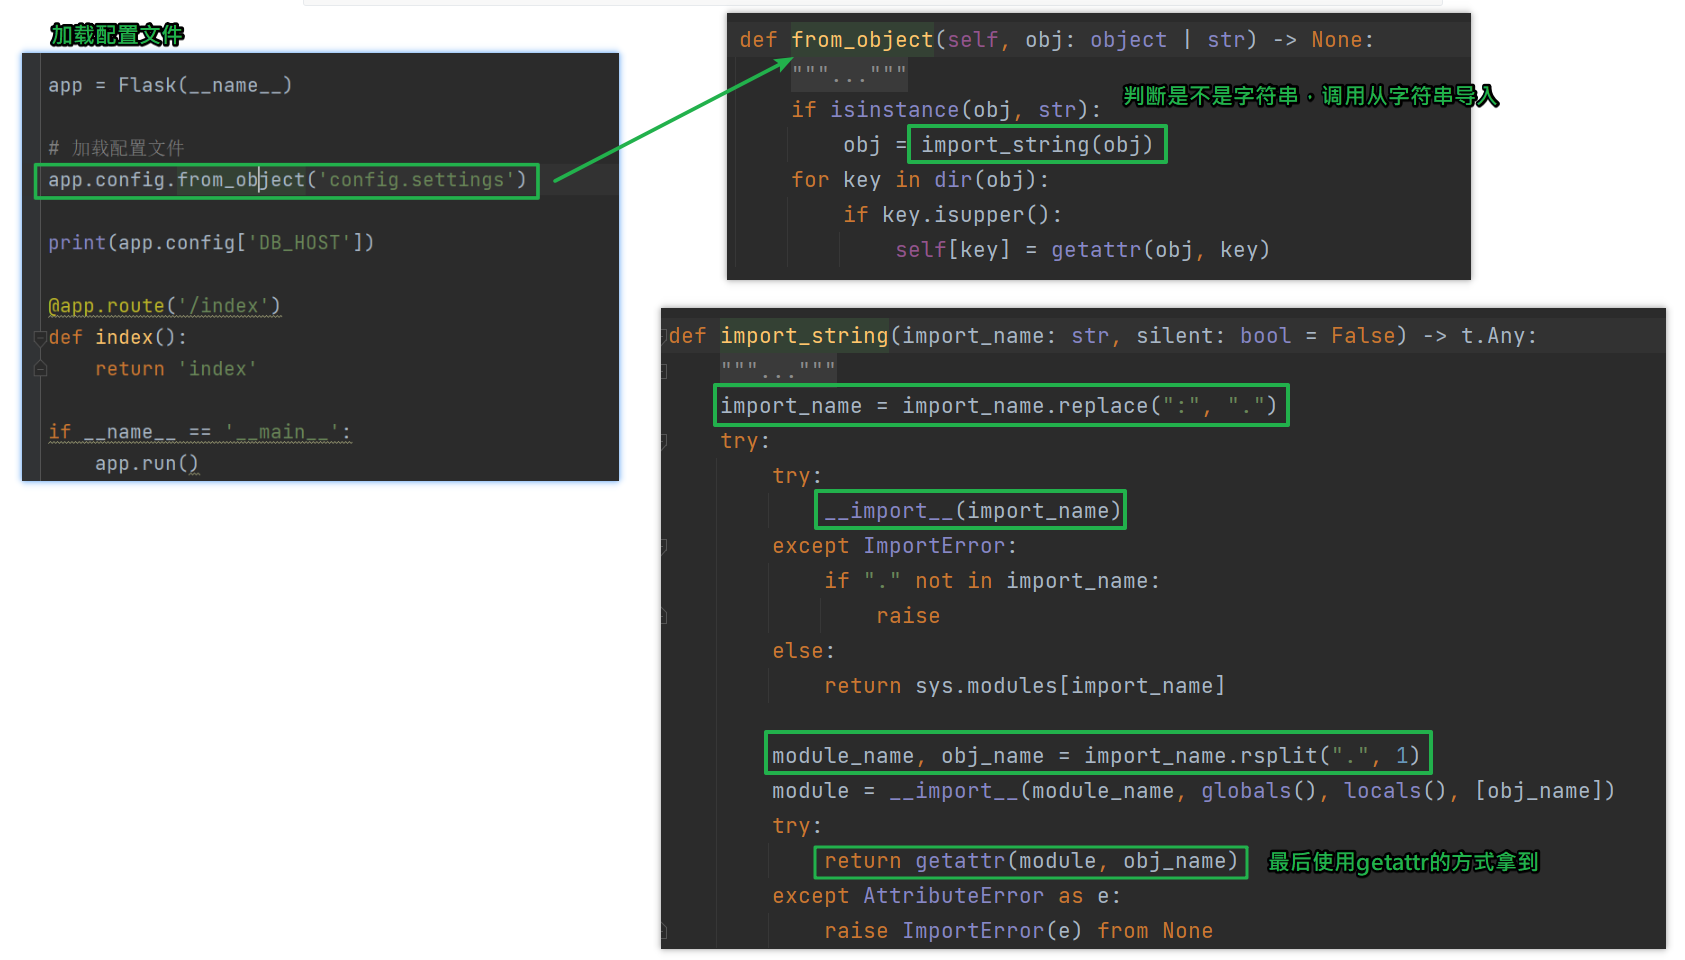 加载配置文件
app = Flask(__name__)
# 加载配置文件
app.config.from_object('config.settings')
print(app.config['DB_HOST'])
@app.route('/index')
def index():
    return 'index'
if __name__ == '__main__':
    app.run()
def from_object(self, obj: object | str) -> None:
    """..."""
判断是不是字符串，调用从字符串导入
    if isinstance(obj, str):
        obj = import_string(obj)
    for key in dir(obj):
        if key.isupper():
            self[key] = getattr(obj, key)
def import_string(import_name: str, silent: bool = False) -> t.Any:
    """..."""
    import_name = import_name.replace(":", ".")
    try:
        try:
            __import__(import_name)
        except ImportError:
            if "." not in import_name:
                raise
        else:
            return sys.modules[import_name]
        module_name, obj_name = import_name.rsplit(".", 1)
        module = __import__(module_name, globals(), locals(), [obj_name])
        try:
            return getattr(module, obj_name)
最后使用getattr的方式拿到
        except AttributeError as e:
            raise ImportError(e) from None